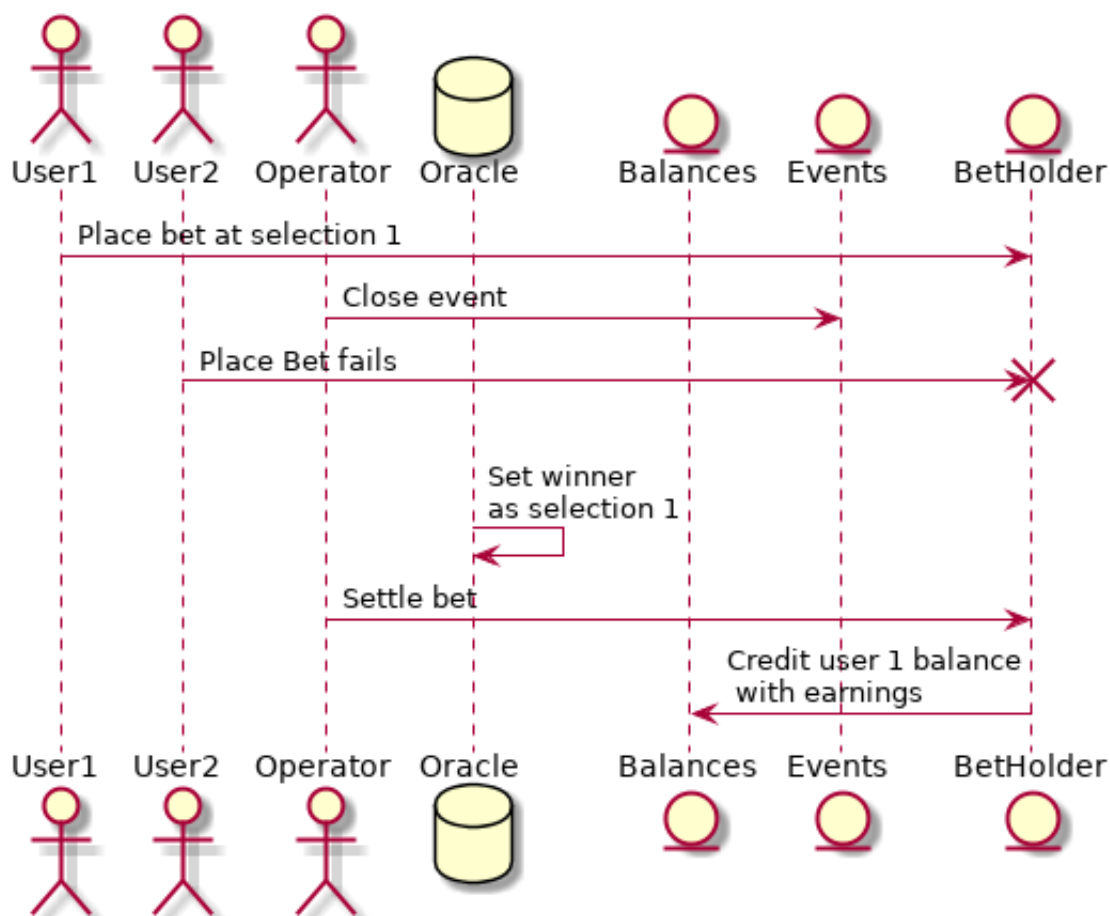 User1 User2 Operator Oracle Balances Events BetHolder
Place bet at selection 1
Close event
Place Bet fails
Set winner
as selection 1
Settle bet
Credit user 1 balance
with earnings
User1 User2 Operator Oracle Balances Events BetHolder